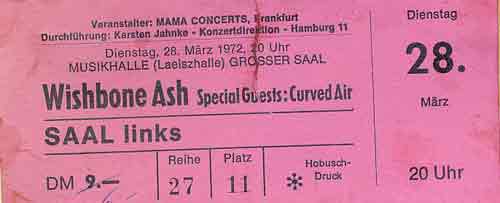 Veranstalter: MAMA CONCERTS, Frankfurt
Durchführung: Karsten Jahnke - Konzertdirektion - Hamburg 11
Dienstag, 28. März 1972, 20 Uhr
MUSIKHALLE (Laeiszhalle) GROSSER SAAL
Wishbone Ash Special Guests: Curved Air
SAAL links
DM 9.—
Reihe 27
Platz 11
* Hobusch-
Druck
Dienstag
28.
März
20 Uhr